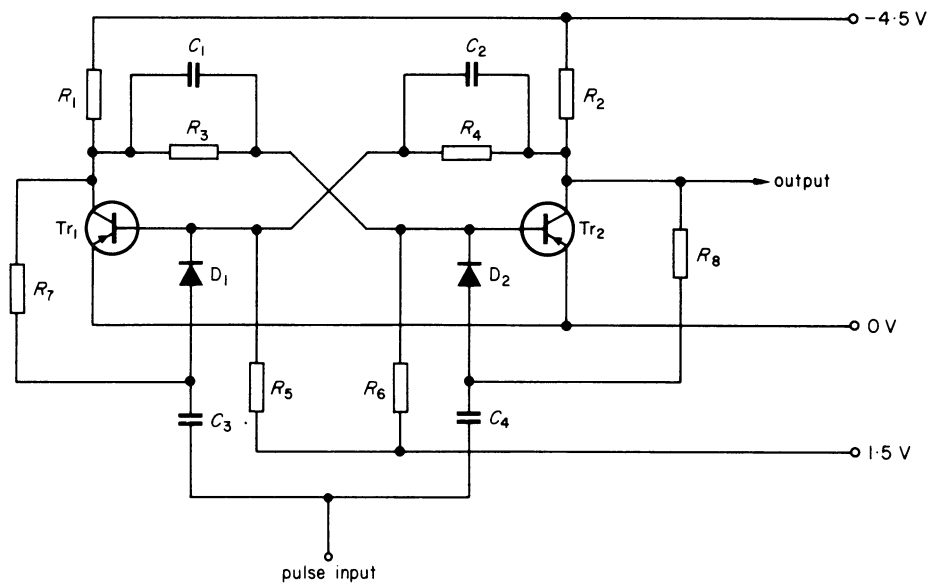 −4·5 V
C1
C2
R1
R3
R4
R2
output
Tr1
Tr2
R7
D1
D2
R8
0 V
R5
R6
C3
C4
1·5 V
pulse input